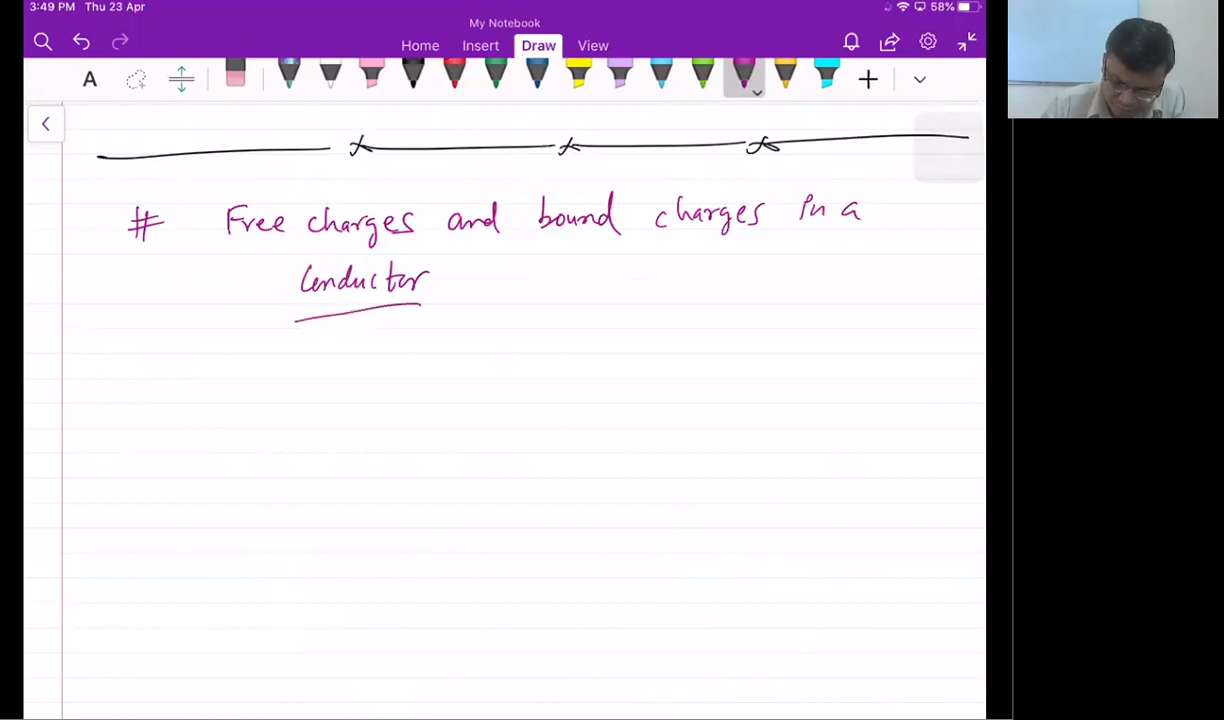 3:49 PM Thu 23 Apr
58%
My Notebook
Home Insert Draw View
A
# Free charges and bound charges in a
Conductor